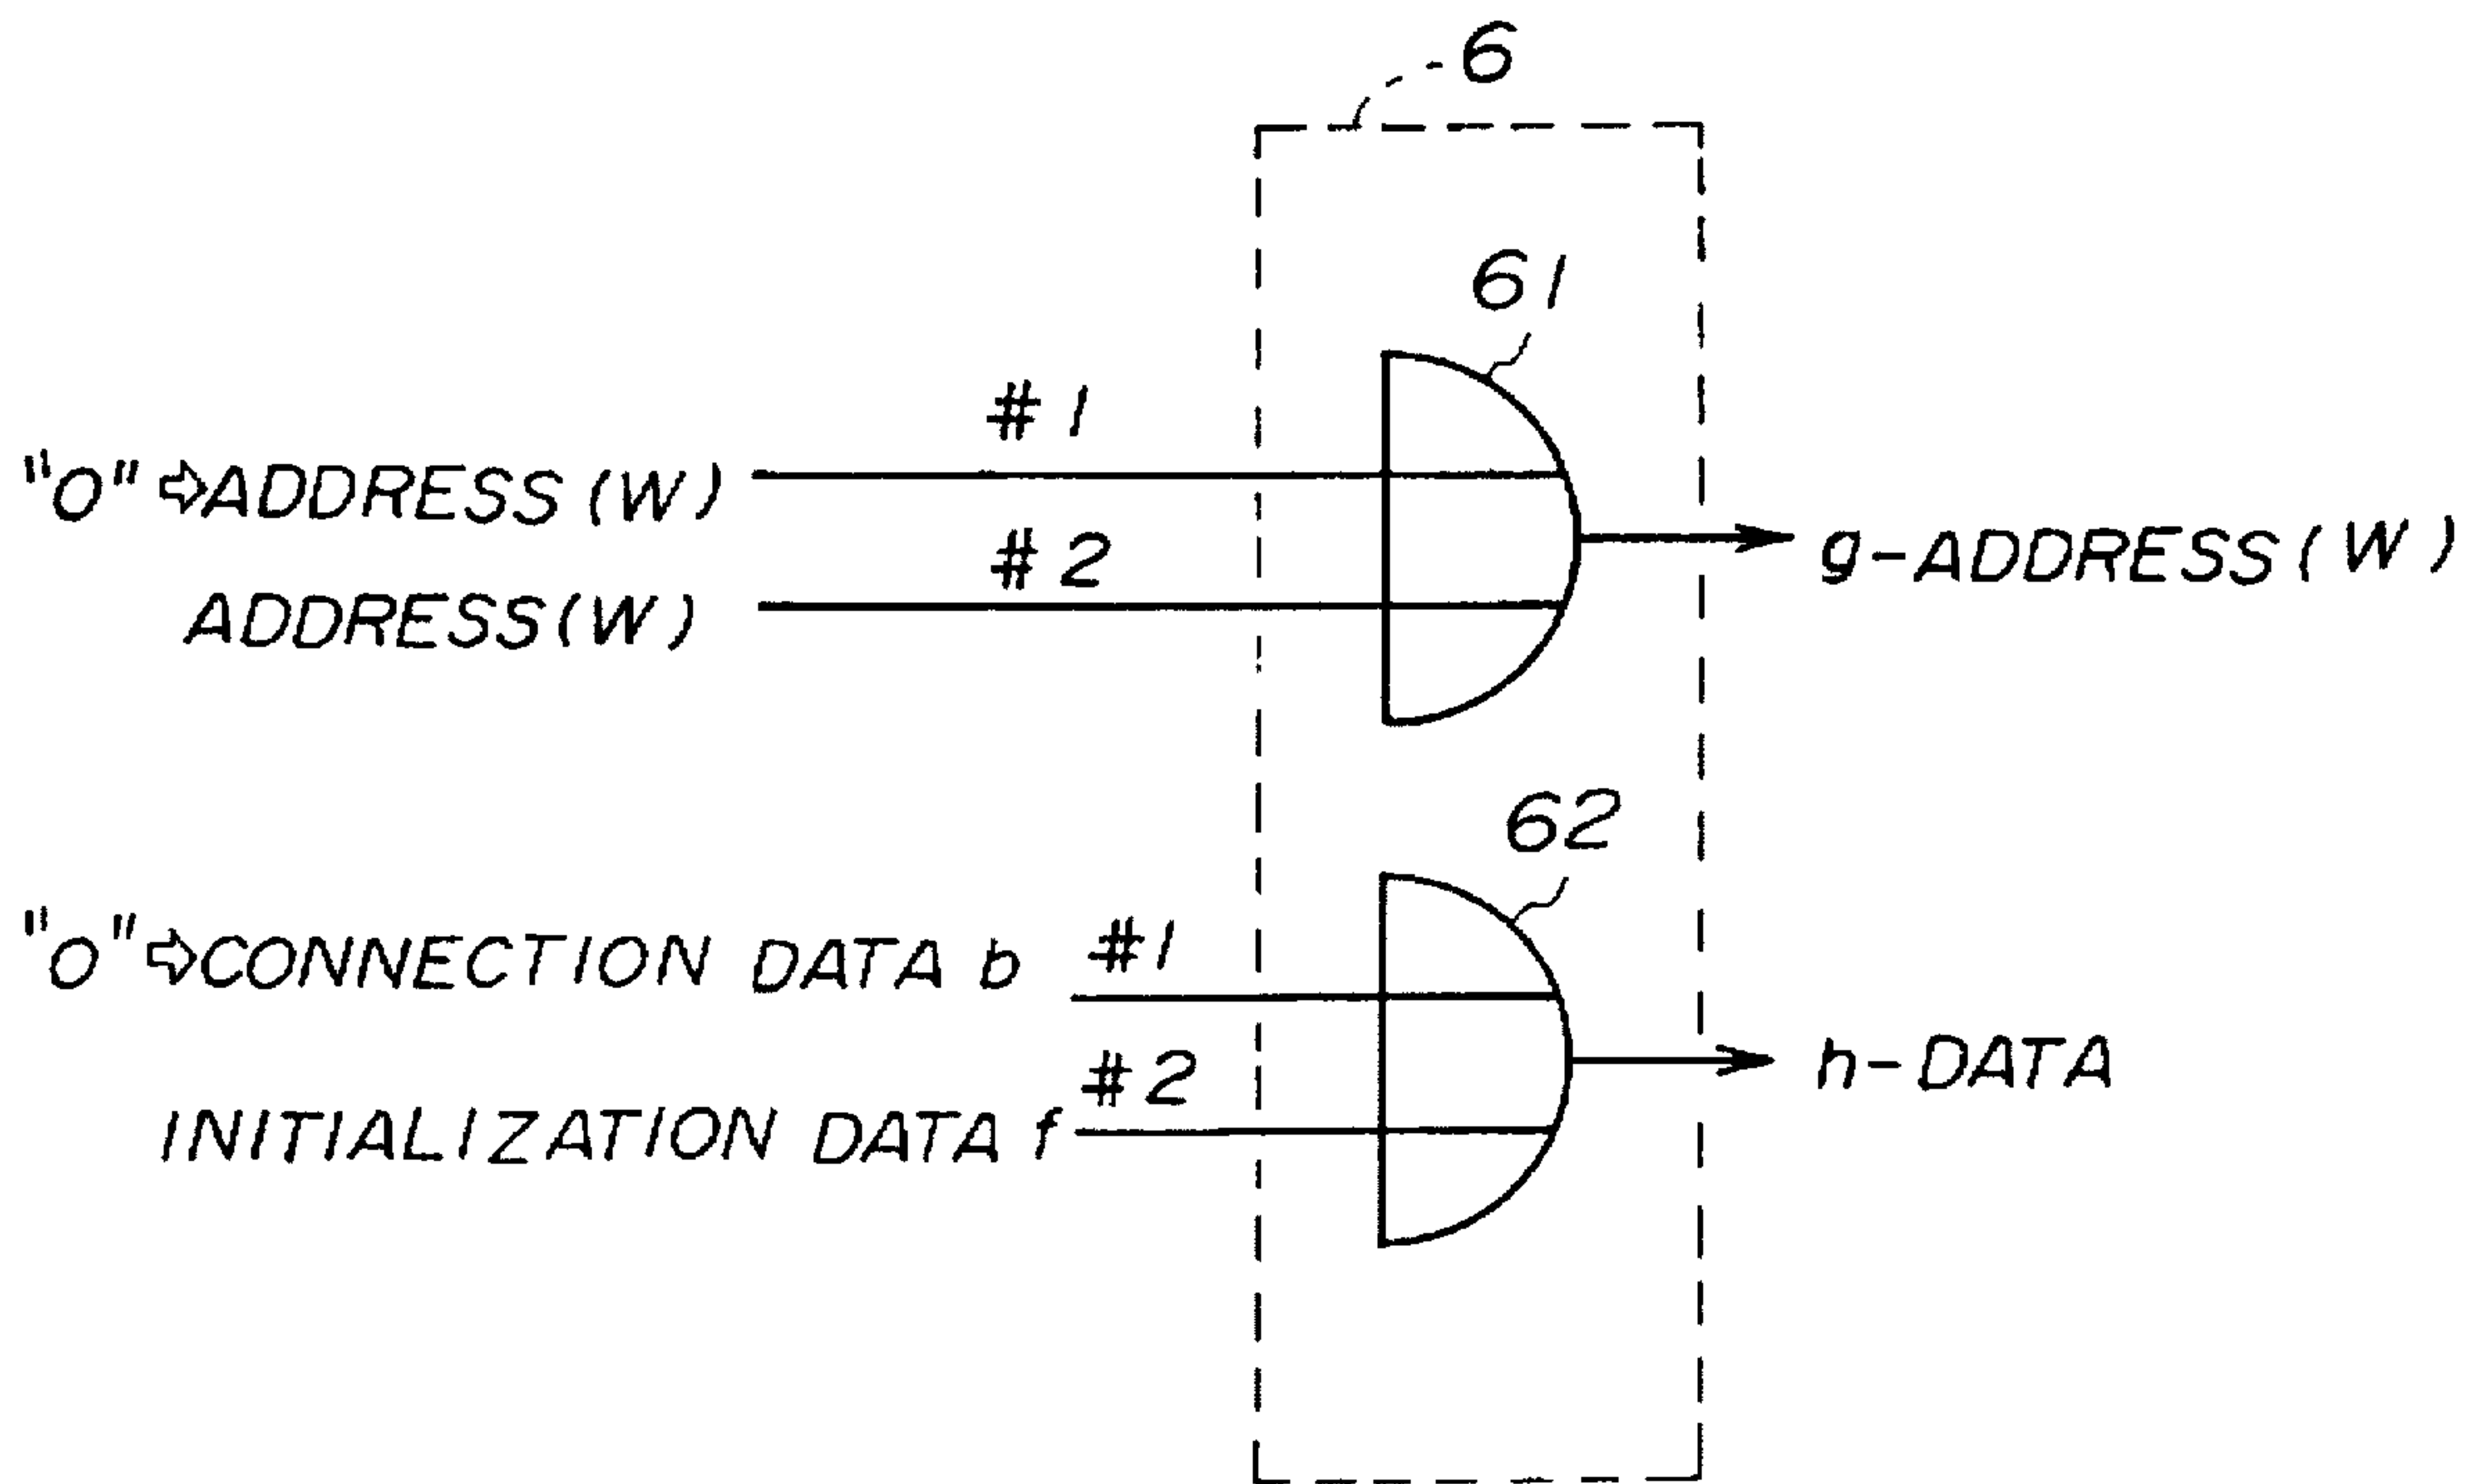 6
61
#1
"0"⇨ADDRESS(W)
#2
ADDRESS(W)
g-ADDRESS(W)
62
"0"⇨CONNECTION DATA b #1
#2
INITIALIZATION DATA f
h-DATA